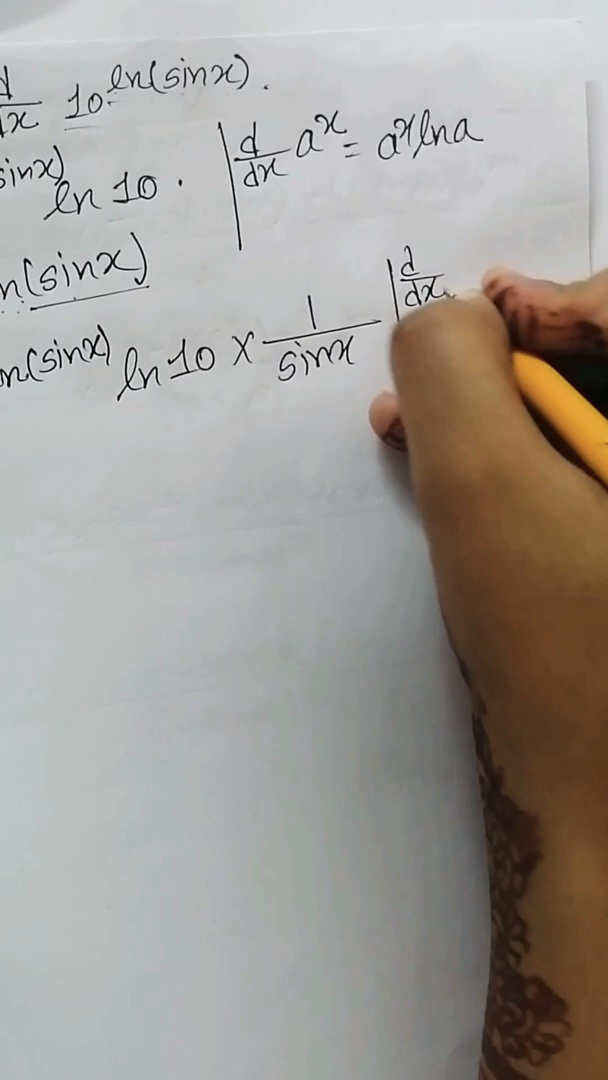 d/dx 10^ln(sinx).
sinx) ln 10 . | d/dx a^x = a^x ln a
n(sinx)
n(sinx) ln 10 × 1/sinx | d/dx